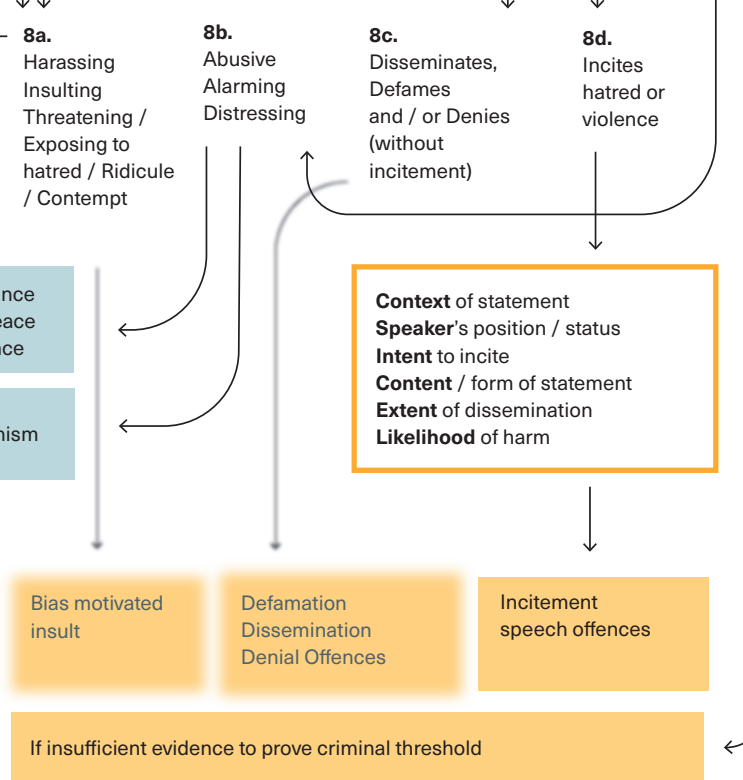 8a.
Harassing
Insulting
Threatening /
Exposing to
hatred / Ridicule
/ Contempt
8b.
Abusive
Alarming
Distressing
8c.
Disseminates,
Defames
and / or Denies
(without
incitement)
8d.
Incites
hatred or
violence
Context of statement
Speaker's position / status
Intent to incite
Content / form of statement
Extent of dissemination
Likelihood of harm
Bias motivated
insult
Defamation
Dissemination
Denial Offences
Incitement
speech offences
If insufficient evidence to prove criminal threshold